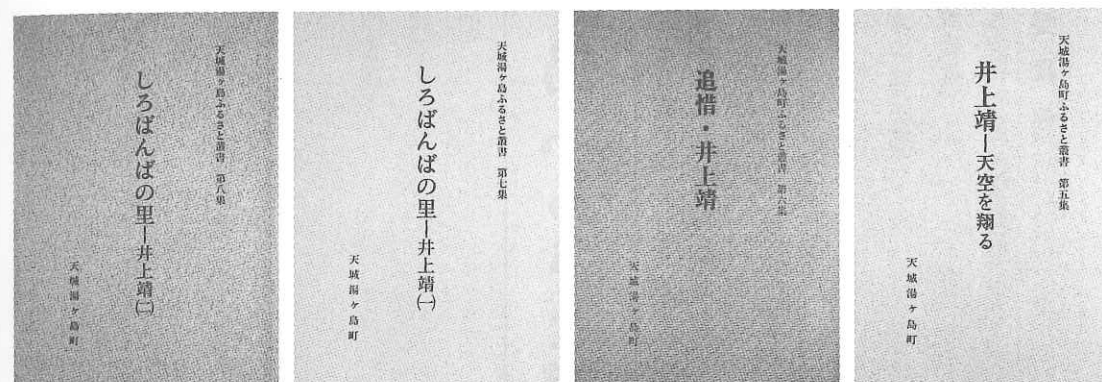 天城湯ヶ島町ふるさと叢書　第五集
井上靖ー天空を翔る
天城湯ヶ島町
天城湯ヶ島町ふるさと叢書　第六集
追惜・井上靖
天城湯ヶ島町
天城湯ヶ島ふるさと叢書　第七集
しろばんばの里ー井上靖(一)
天城湯ヶ島町
天城湯ヶ島ふるさと叢書　第八集
しろばんばの里ー井上靖(二)
天城湯ヶ島町